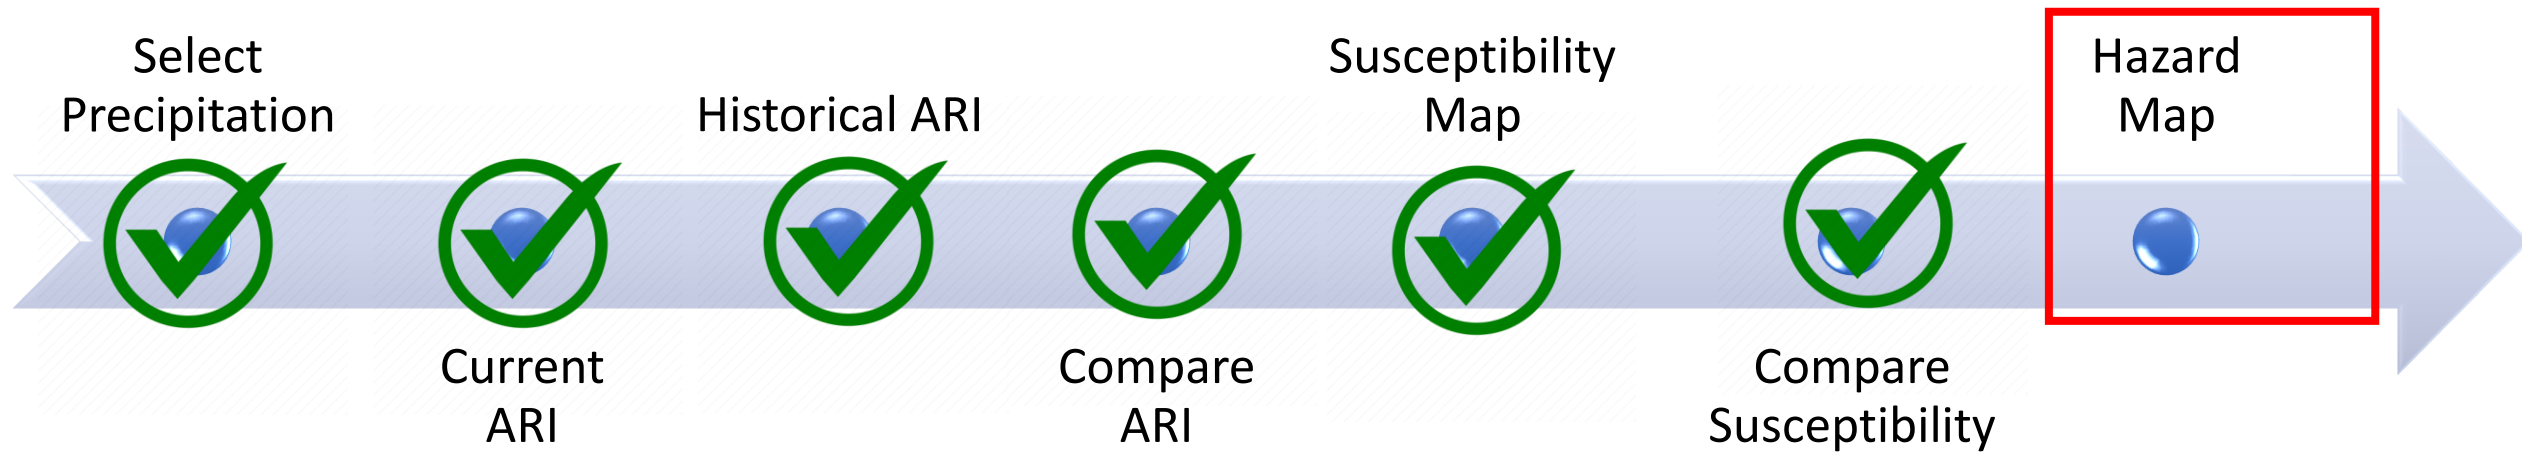 Select
Precipitation
Current
ARI
Historical ARI
Compare
ARI
Susceptibility
Map
Compare
Susceptibility
Hazard
Map